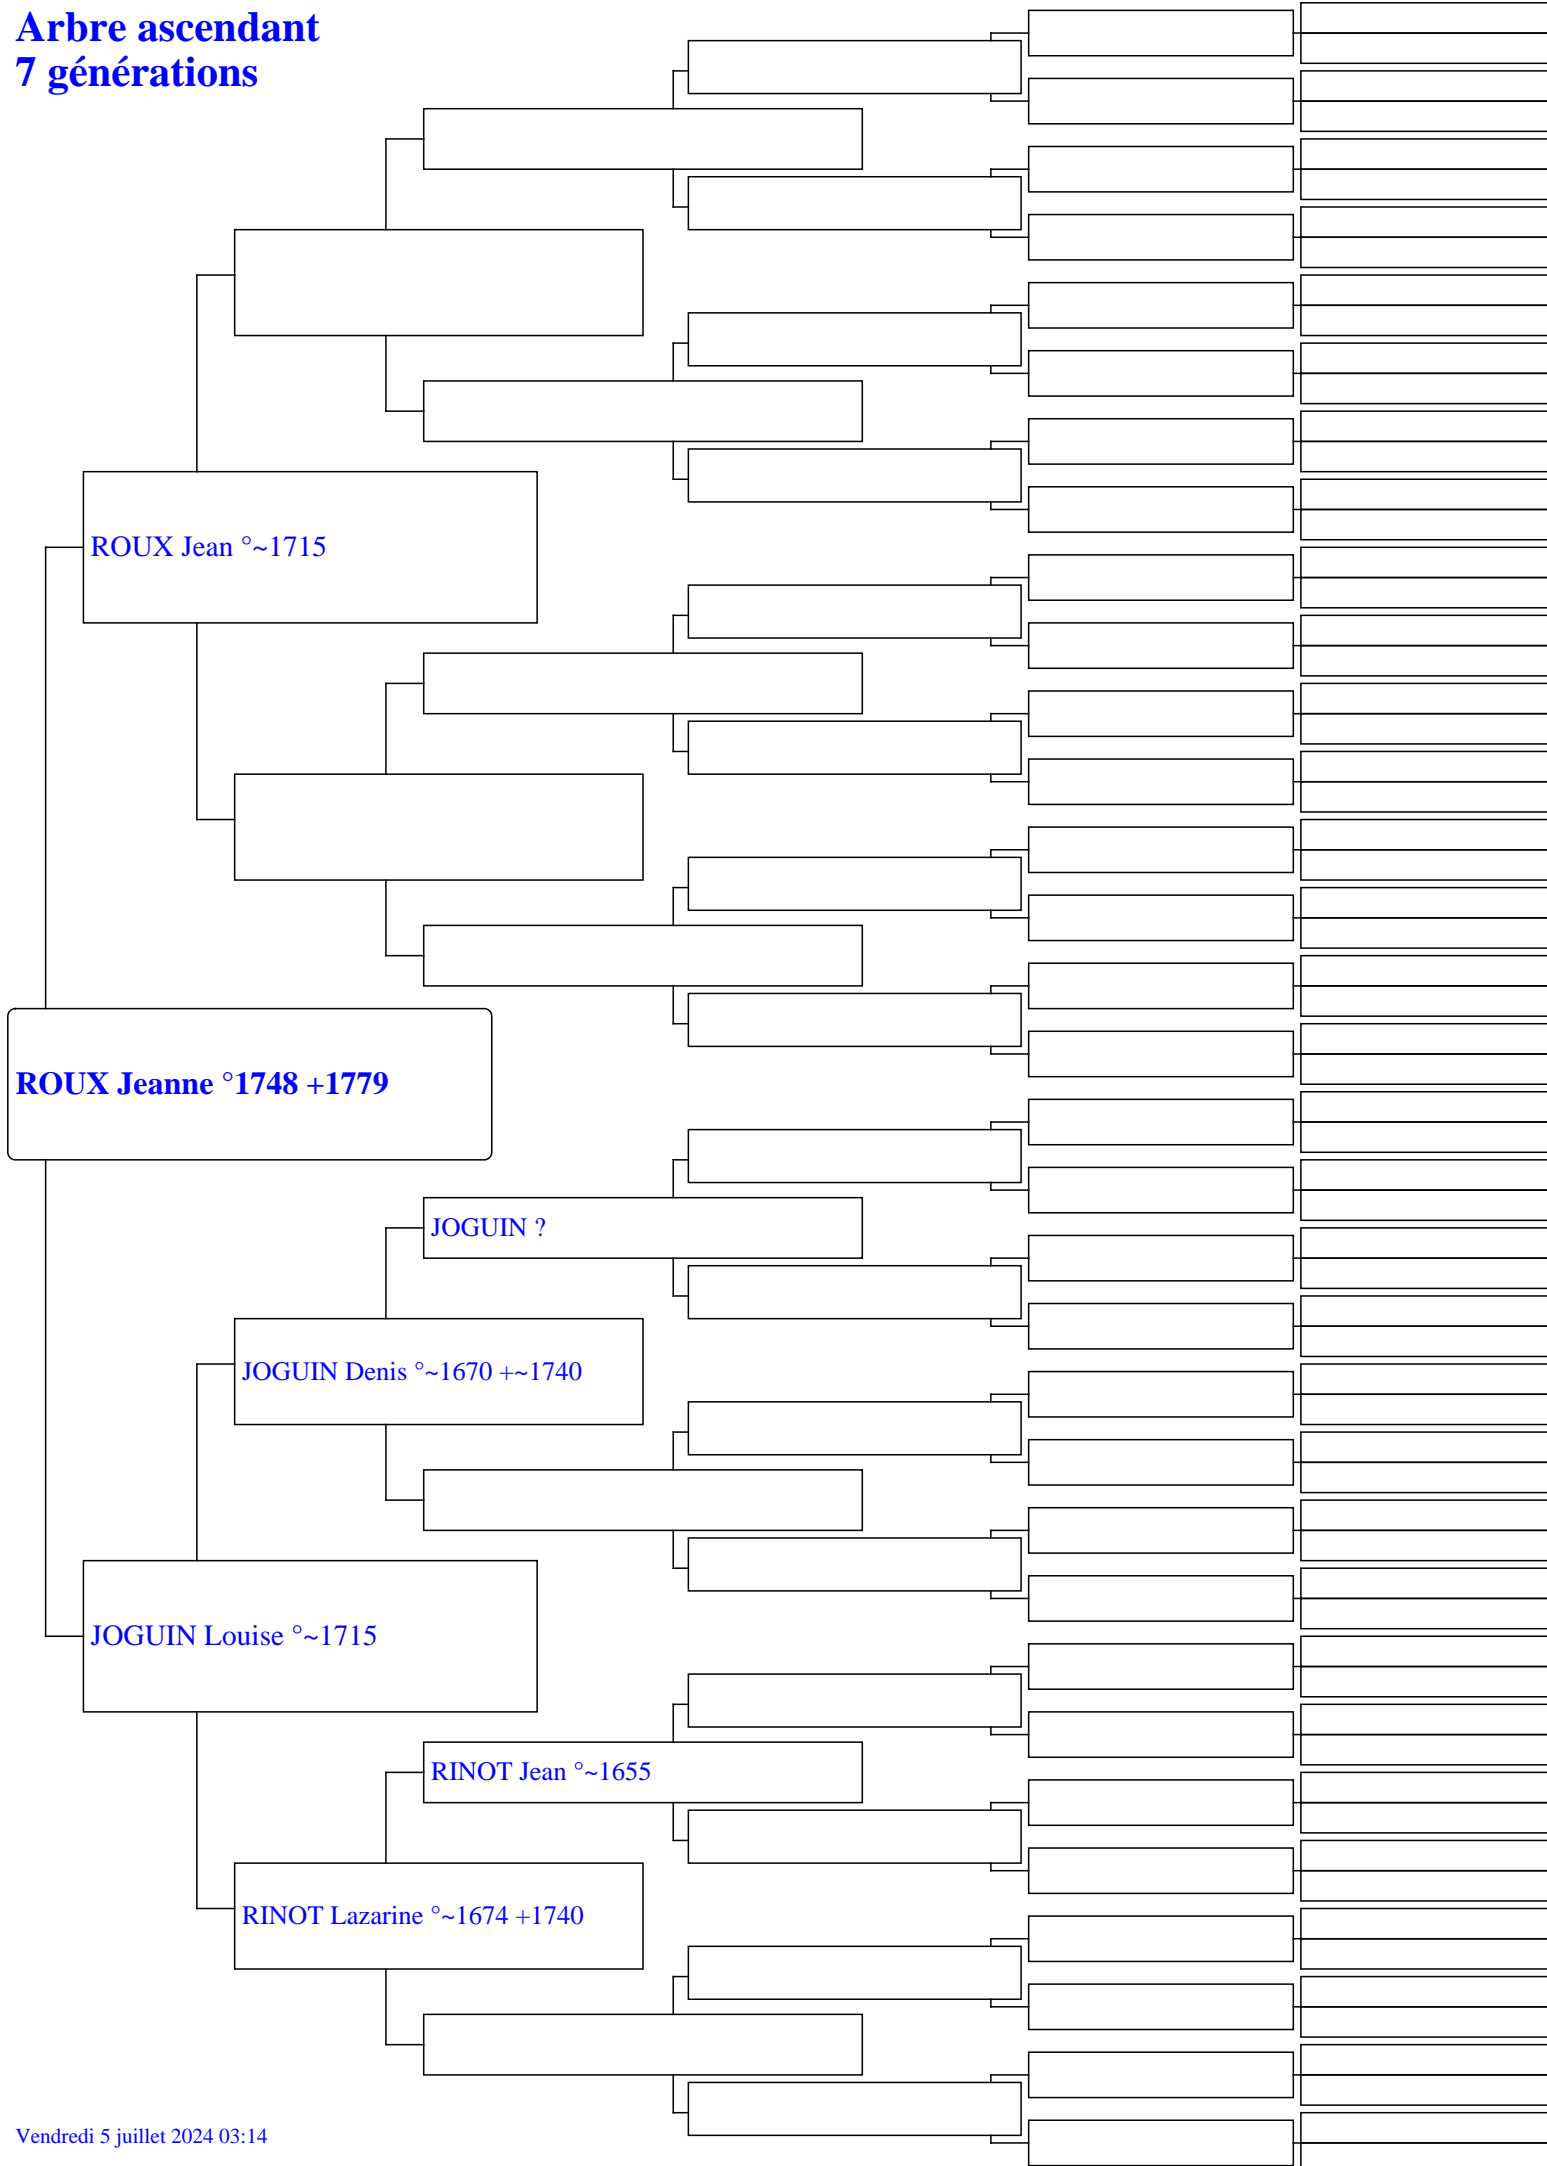 Arbre ascendant
7 générations
ROUX Jean °~1715
ROUX Jeanne °1748 +1779
JOGUIN ?
JOGUIN Denis °~1670 +~1740
JOGUIN Louise °~1715
RINOT Jean °~1655
RINOT Lazarine °~1674 +1740
Vendredi 5 juillet 2024 03:14